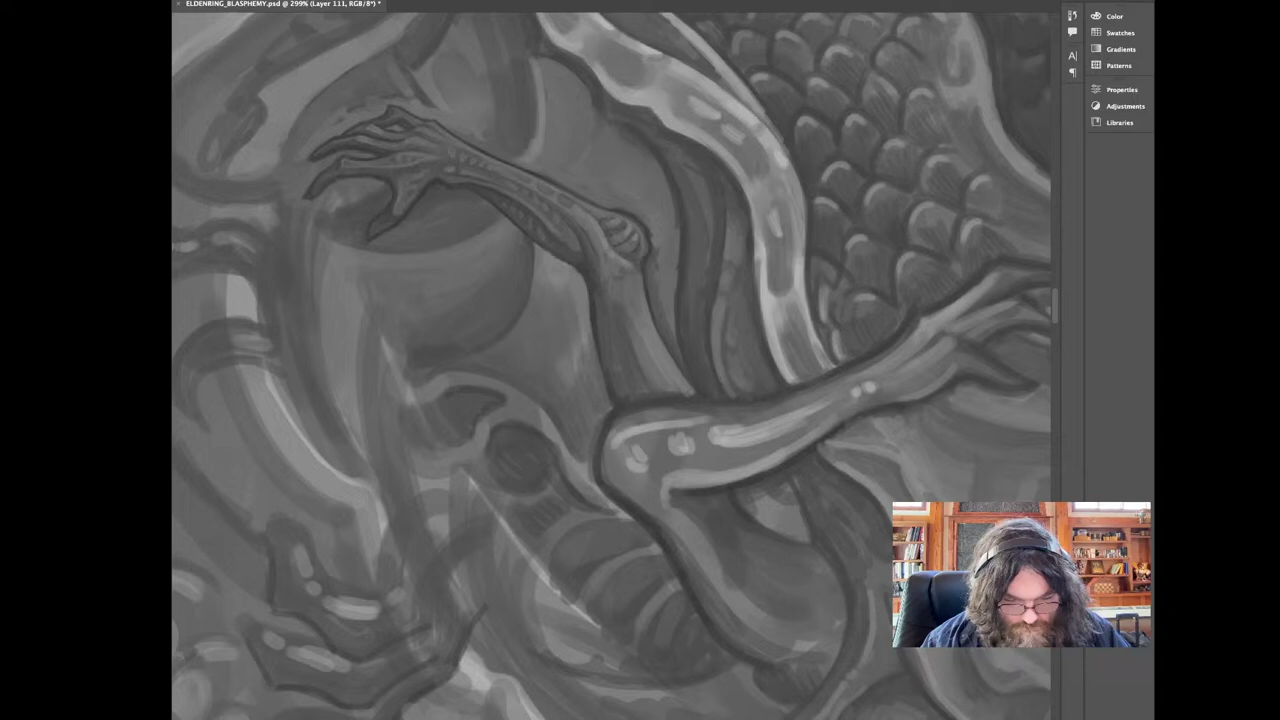 × ELDENRING_BLASPHEMY.psd @ 299% (Layer 111, RGB/8*) *
Color
Swatches
Gradients
Patterns
Properties
Adjustments
Libraries